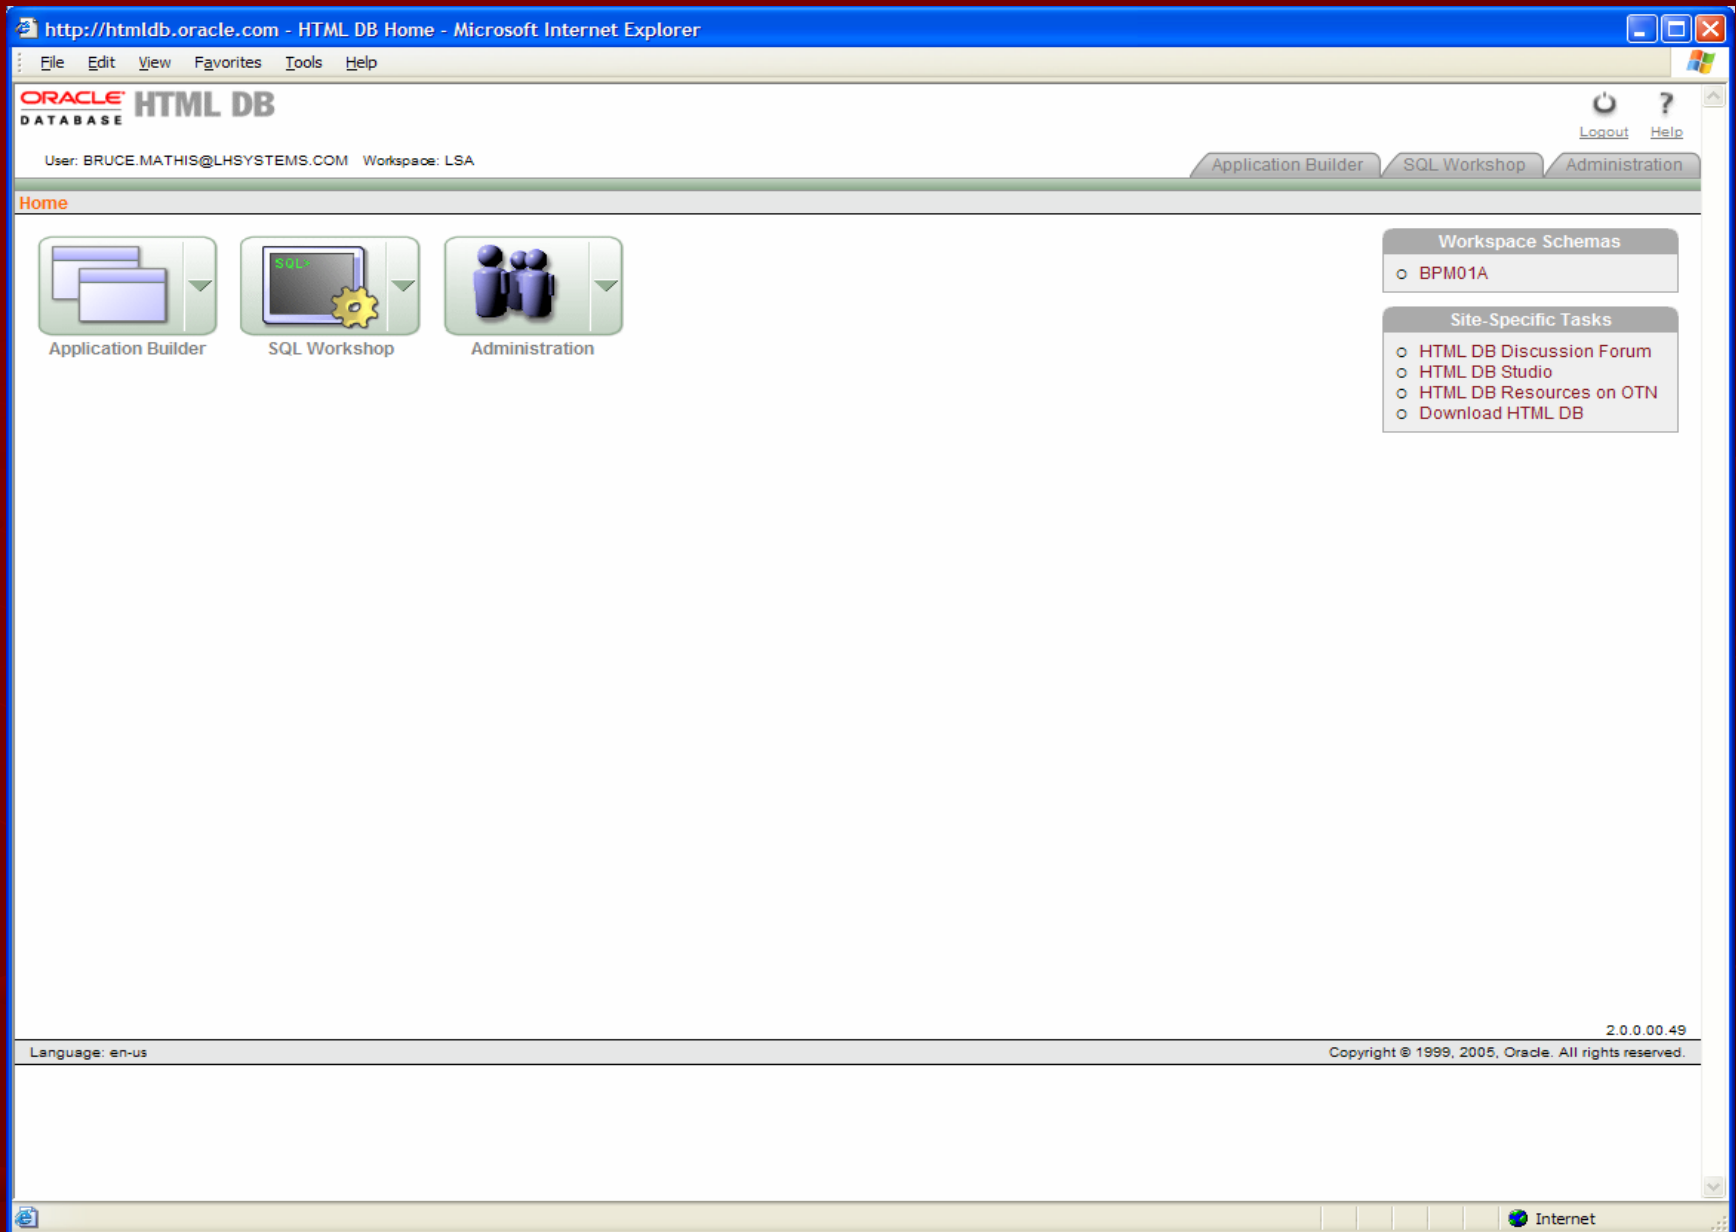 http://htmldb.oracle.com - HTML DB Home - Microsoft Internet Explorer
File Edit View Favorites Tools Help
ORACLE DATABASE HTML DB
Logout Help
User: BRUCE.MATHIS@LHSYSTEMS.COM Workspace: LSA
Application Builder SQL Workshop Administration
Home
SQL>
Application Builder SQL Workshop Administration
Workspace Schemas
BPM01A
Site-Specific Tasks
HTML DB Discussion Forum
HTML DB Studio
HTML DB Resources on OTN
Download HTML DB
2.0.0.00.49
Language: en-us Copyright © 1999, 2005, Oracle. All rights reserved.
Internet